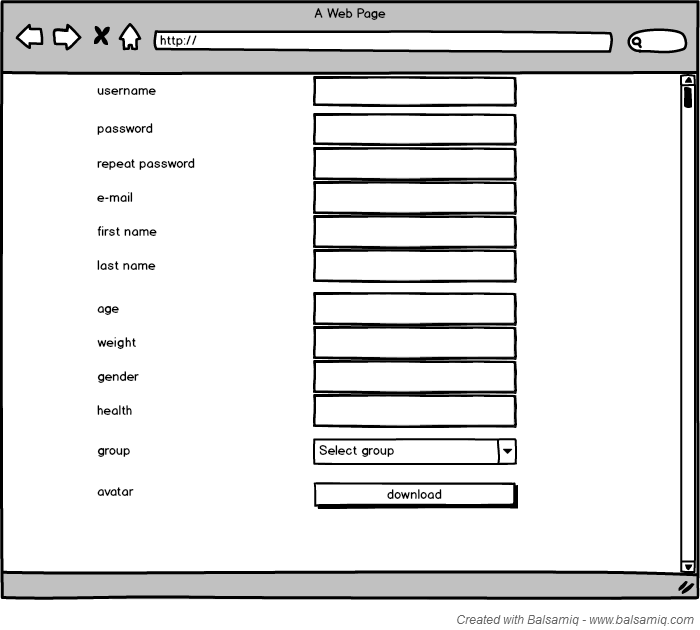 A Web Page
http://
username
password
repeat password
e-mail
first name
last name
age
weight
gender
health
group
Select group
avatar
download
Created with Balsamiq - www.balsamiq.com